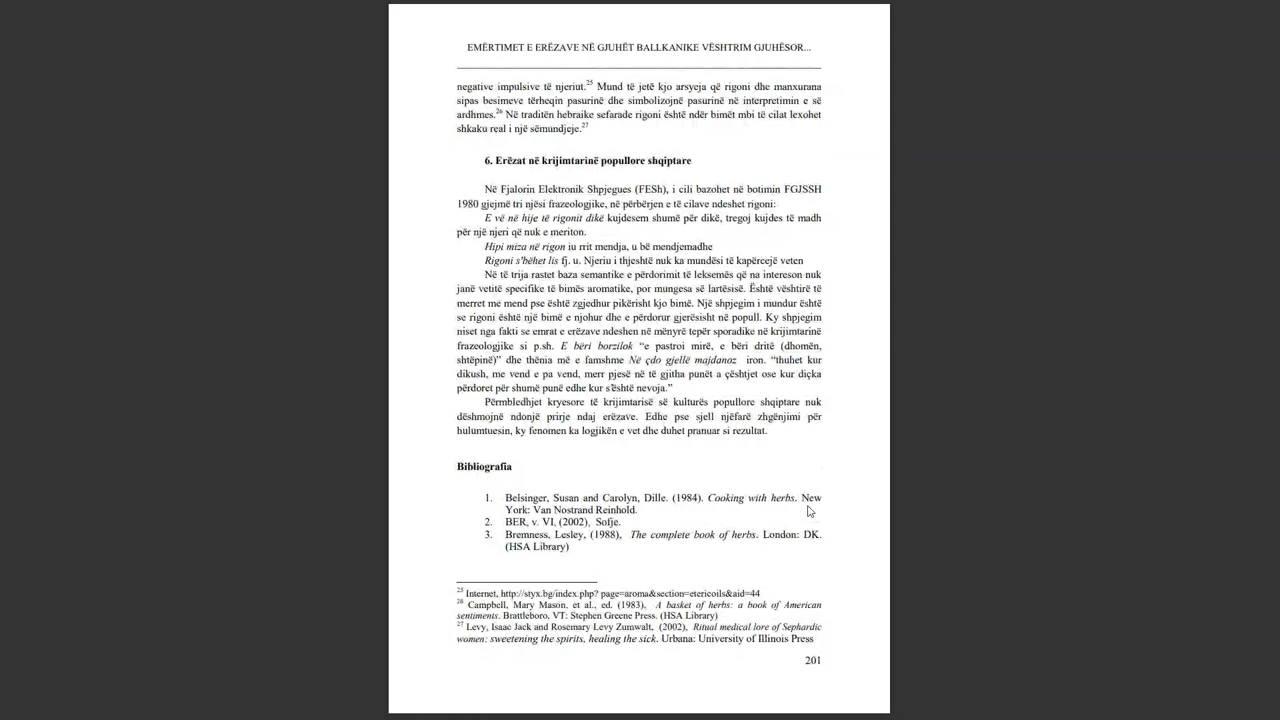 EMËRTIMET E ERËZAVE NË GJUHËT BALLKANIKE VËSHTRIM GJUHËSOR...
negative impulsive të njeriut.25 Mund të jetë kjo arsyeja që rigoni dhe manxurana
sipas besimeve tërheqin pasurinë dhe simbolizojnë pasurinë në interpretimin e së
ardhmes.26 Në traditën hebraike sefarade rigoni është ndër bimët mbi të cilat lexohet
shkaku real i një sëmundjeje.27
6. Erëzat në krijimtarinë popullore shqiptare
Në Fjalorin Elektronik Shpjegues (FESh), i cili bazohet në botimin FGJSSH
1980 gjejmë tri njësi frazeologjike, në përbërjen e të cilave ndeshet rigoni:
E vë në hije të rigonit dikë kujdesem shumë për dikë, tregoj kujdes të madh
për një njeri që nuk e meriton.
Hipi miza në rigon iu rrit mendja, u bë mendjemadhe
Rigoni s'bëhet lis fj. u. Njeriu i thjeshtë nuk ka mundësi të kapërcejë veten
Në të trija rastet baza semantike e përdorimit të leksemës që na intereson nuk
janë vetitë specifike të bimës aromatike, por mungesa së lartësisë. Është vështirë të
merret me mend pse është zgjedhur pikërisht kjo bimë. Një shpjegim i mundur është
se rigoni është një bimë e njohur dhe e përdorur gjerësisht në popull. Ky shpjegim
niset nga fakti se emrat e erëzave ndeshen në mënyrë tepër sporadike në krijimtarinë
frazeologjike si p.sh. E bëri borzilok “e pastroi mirë, e bëri dritë (dhomën,
shtëpinë)” dhe thënia më e famshme Në çdo gjellë majdanoz iron. “thuhet kur
dikush, me vend e pa vend, merr pjesë në të gjitha punët a çështjet ose kur diçka
përdoret për shumë punë edhe kur s'është nevoja.”
Përmbledhjet kryesore të krijimtarisë së kulturës popullore shqiptare nuk
dëshmojnë ndonjë prirje ndaj erëzave. Edhe pse sjell njëfarë zhgënjimi për
hulumtuesin, ky fenomen ka logjikën e vet dhe duhet pranuar si rezultat.
Bibliografia
1. Belsinger, Susan and Carolyn, Dille. (1984). Cooking with herbs. New
York: Van Nostrand Reinhold.
2. BER, v. VI, (2002), Sofje.
3. Bremness, Lesley, (1988), The complete book of herbs. London: DK.
(HSA Library)
25 Internet, http://styx.bg/index.php? page=aroma&section=etericoils&aid=44
26 Campbell, Mary Mason, et al., ed. (1983), A basket of herbs: a book of American
sentiments. Brattleboro, VT: Stephen Greene Press. (HSA Library)
27 Levy, Isaac Jack and Rosemary Levy Zumwalt, (2002), Ritual medical lore of Sephardic
women: sweetening the spirits, healing the sick. Urbana: University of Illinois Press
201